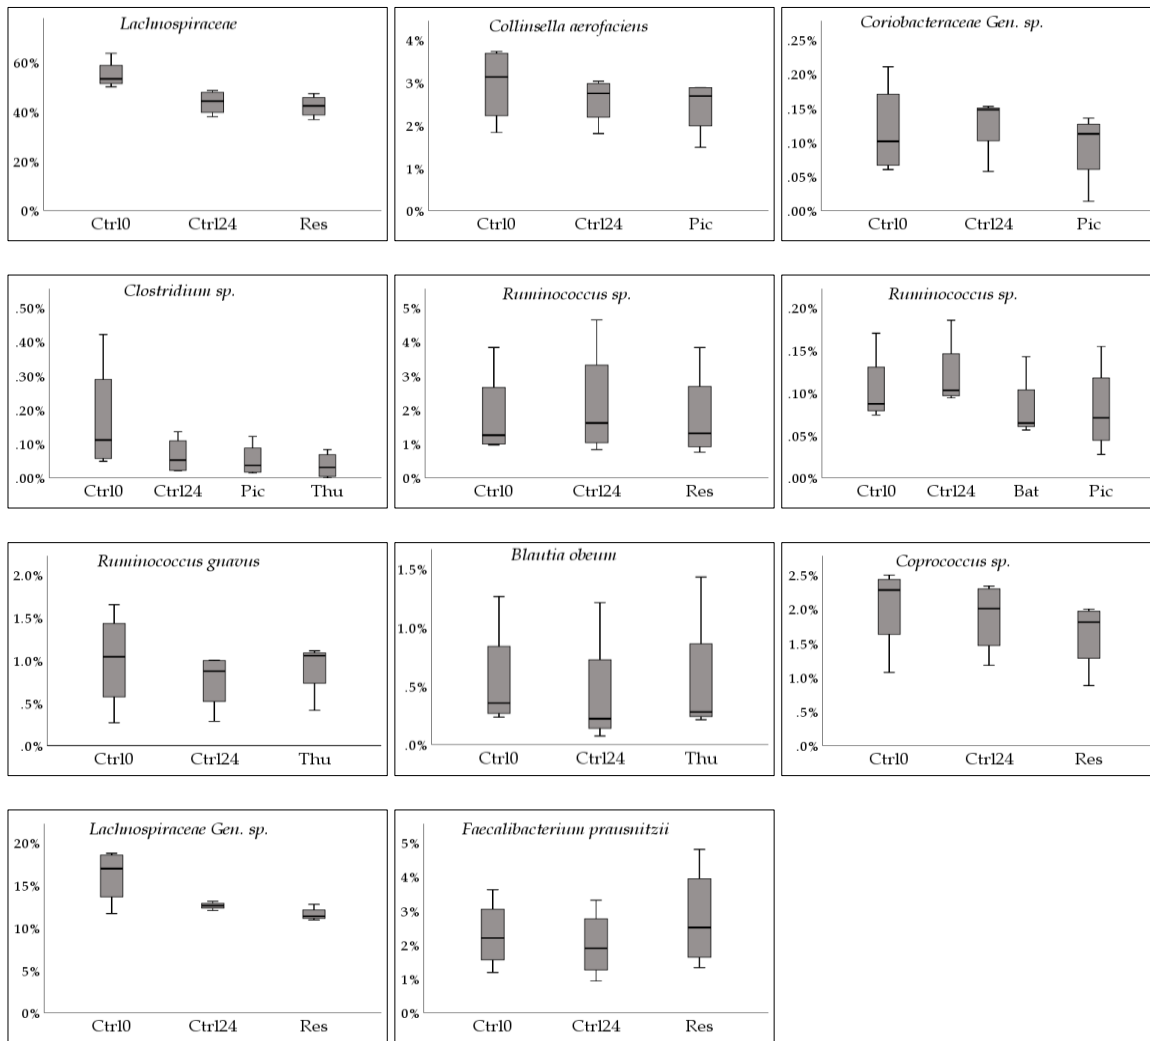 Lachnospiraceae
60%
40%
20%
0%
Ctrl0 Ctrl24 Res
Collinsella aerofaciens
4%
3%
2%
1%
0%
Ctrl0 Ctrl24 Pic
Coriobacteraceae Gen. sp.
.25%
.20%
.15%
.10%
.05%
.00%
Ctrl0 Ctrl24 Pic
Clostridium sp.
.50%
.40%
.30%
.20%
.10%
.00%
Ctrl0 Ctrl24 Pic Thu
Ruminococcus sp.
5%
4%
3%
2%
1%
0%
Ctrl0 Ctrl24 Res
Ruminococcus sp.
.20%
.15%
.10%
.05%
.00%
Ctrl0 Ctrl24 Bat Pic
Ruminococcus gnavus
2.0%
1.5%
1.0%
.5%
.0%
Ctrl0 Ctrl24 Thu
Blautia obeum
1.5%
1.0%
.5%
.0%
Ctrl0 Ctrl24 Thu
Coprococcus sp.
2.5%
2.0%
1.5%
1.0%
.5%
.0%
Ctrl0 Ctrl24 Res
Lachnospiraceae Gen. sp.
20%
15%
10%
5%
0%
Ctrl0 Ctrl24 Res
Faecalibacterium prausnitzii
5%
4%
3%
2%
1%
0%
Ctrl0 Ctrl24 Res